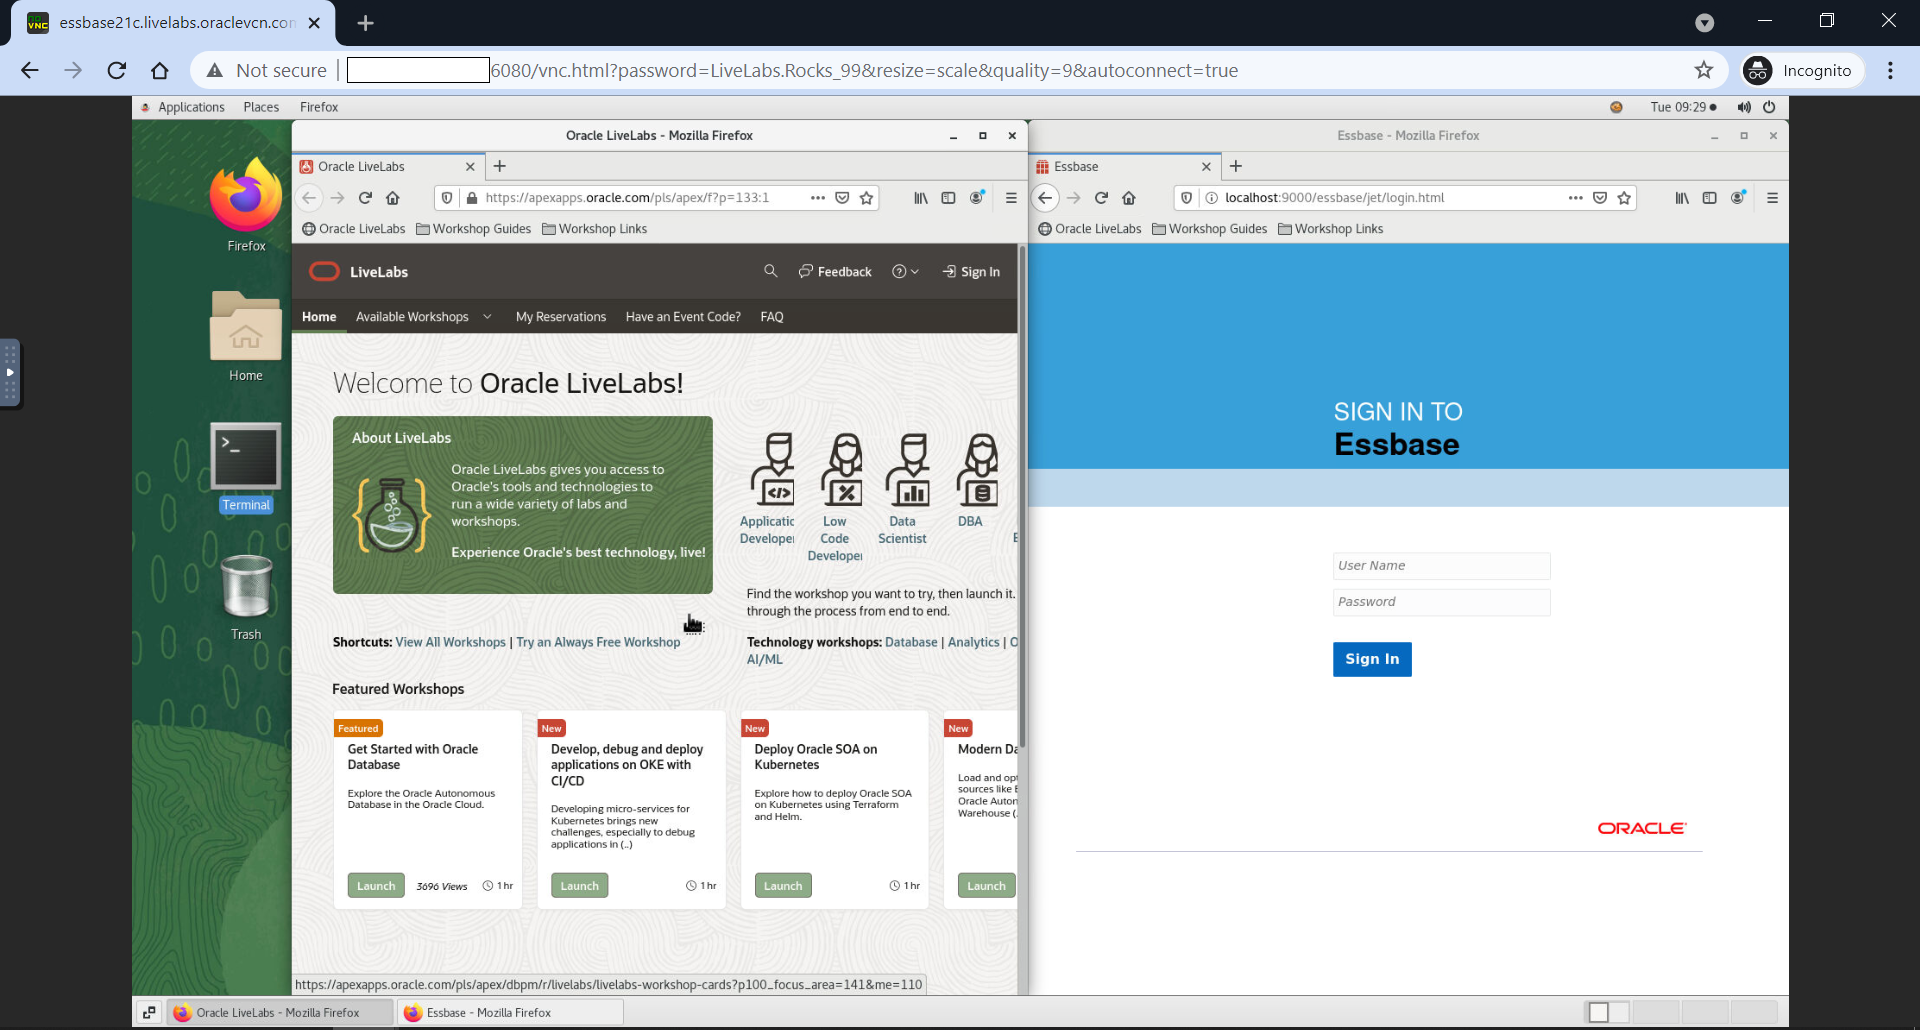 essbase21c.livelabs.oraclevcn.con
Not secure
6080/vnc.html?password=LiveLabs.Rocks_99&resize=scale&quality=9&autoconnect=true
Incognito
Applications Places Firefox
Tue 09:29
Firefox
Home
Terminal
Trash
Oracle LiveLabs - Mozilla Firefox
Oracle LiveLabs
https://apexapps.oracle.com/pls/apex/f?p=133:1
Oracle LiveLabs Workshop Guides Workshop Links
LiveLabs
Feedback
Sign In
Home Available Workshops My Reservations Have an Event Code? FAQ
Welcome to Oracle LiveLabs!
About LiveLabs
Oracle LiveLabs gives you access to
Oracle's tools and technologies to
run a wide variety of labs and
workshops.
Experience Oracle's best technology, live!
Applicatic
Developer
Low
Code
Developer
Data
Scientist
DBA
Find the workshop you want to try, then launch it.
through the process from end to end.
Shortcuts: View All Workshops | Try an Always Free Workshop
Technology workshops: Database | Analytics | O
AI/ML
Featured Workshops
Featured
Get Started with Oracle
Database
Explore the Oracle Autonomous
Database in the Oracle Cloud.
Launch 3696 Views 1 hr
New
Develop, debug and deploy
applications on OKE with
CI/CD
Developing micro-services for
Kubernetes brings new
challenges, especially to debug
applications in (..)
Launch 1 hr
New
Deploy Oracle SOA on
Kubernetes
Explore how to deploy Oracle SOA
on Kubernetes using Terraform
and Helm.
Launch 1 hr
New
Modern Da
Load and opt
sources like E
Oracle Auton
Warehouse (.
Launch
https://apexapps.oracle.com/pls/apex/dbpm/r/livelabs/livelabs-workshop-cards?p100_focus_area=141&me=110
Essbase - Mozilla Firefox
Essbase
localhost:9000/essbase/jet/login.html
Oracle LiveLabs Workshop Guides Workshop Links
SIGN IN TO
Essbase
User Name
Password
Sign In
ORACLE
Oracle LiveLabs - Mozilla Firefox
Essbase - Mozilla Firefox